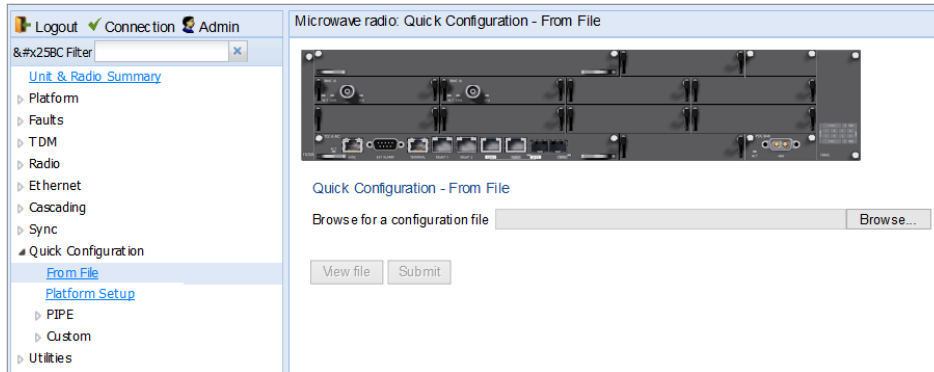 Logout Connection Admin
Microwave radio: Quick Configuration - From File
&#x25BC Filter
Unit & Radio Summary
Platform
Faults
TDM
Radio
Ethernet
Cascading
Sync
Quick Configuration
From File
Platform Setup
PIPE
Custom
Utilities
Quick Configuration - From File
Browse for a configuration file
Browse...
View file Submit